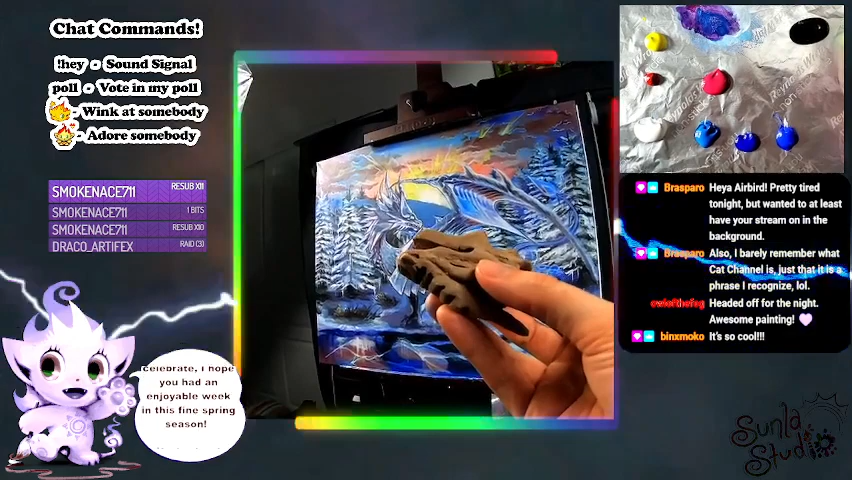 Chat Commands!
!hey - Sound Signal
poll - Vote in my poll
- Wink at somebody
- Adore somebody
SMOKENACE711 RESUB X11
SMOKENACE711 1 BITS
SMOKENACE711 RESUB X10
DRACO_ARTIFEX RAID (3)
celebrate, I hope
you had an
enjoyable week
in this fine spring
season!
Reynolds
non-stick
Brasparo Heya Airbird! Pretty tired
tonight, but wanted to at least
have your stream on in the
background.
Brasparo Also, I barely remember what
Cat Channel is, just that it is a
phrase I recognize, lol.
Headed off for the night.
Awesome painting!
binxmoko It's so cool!!!
Sunla
Studio